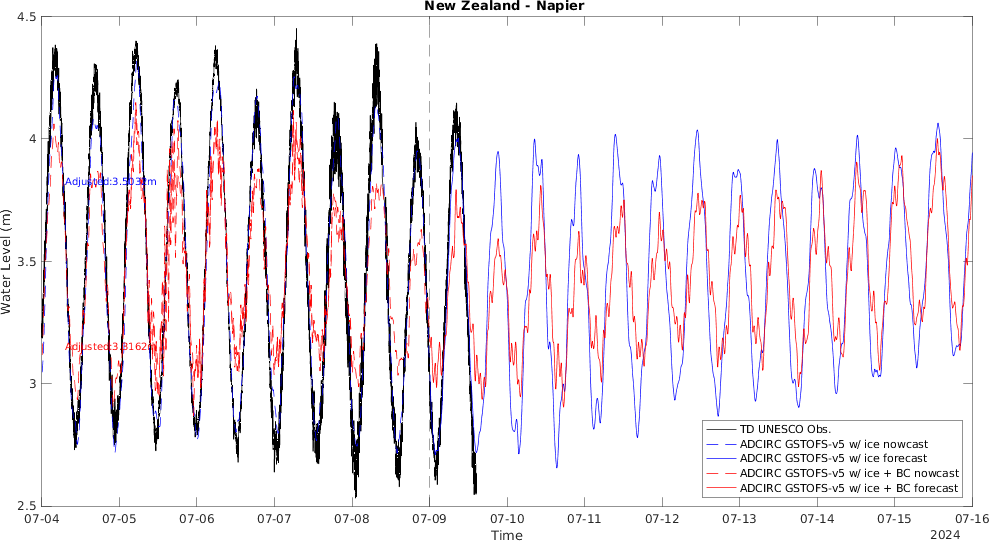 New Zealand - Napier
4.5
4
3.5
3
2.5
Water Level (m)
Adjusted:3.5032m
Adjusted:3.3162m
TD UNESCO Obs.
ADCIRC GSTOFS-v5 w/ ice nowcast
ADCIRC GSTOFS-v5 w/ ice forecast
ADCIRC GSTOFS-v5 w/ ice + BC nowcast
ADCIRC GSTOFS-v5 w/ ice + BC forecast
07-04 07-05 07-06 07-07 07-08 07-09 07-10 07-11 07-12 07-13 07-14 07-15 07-16
Time
2024